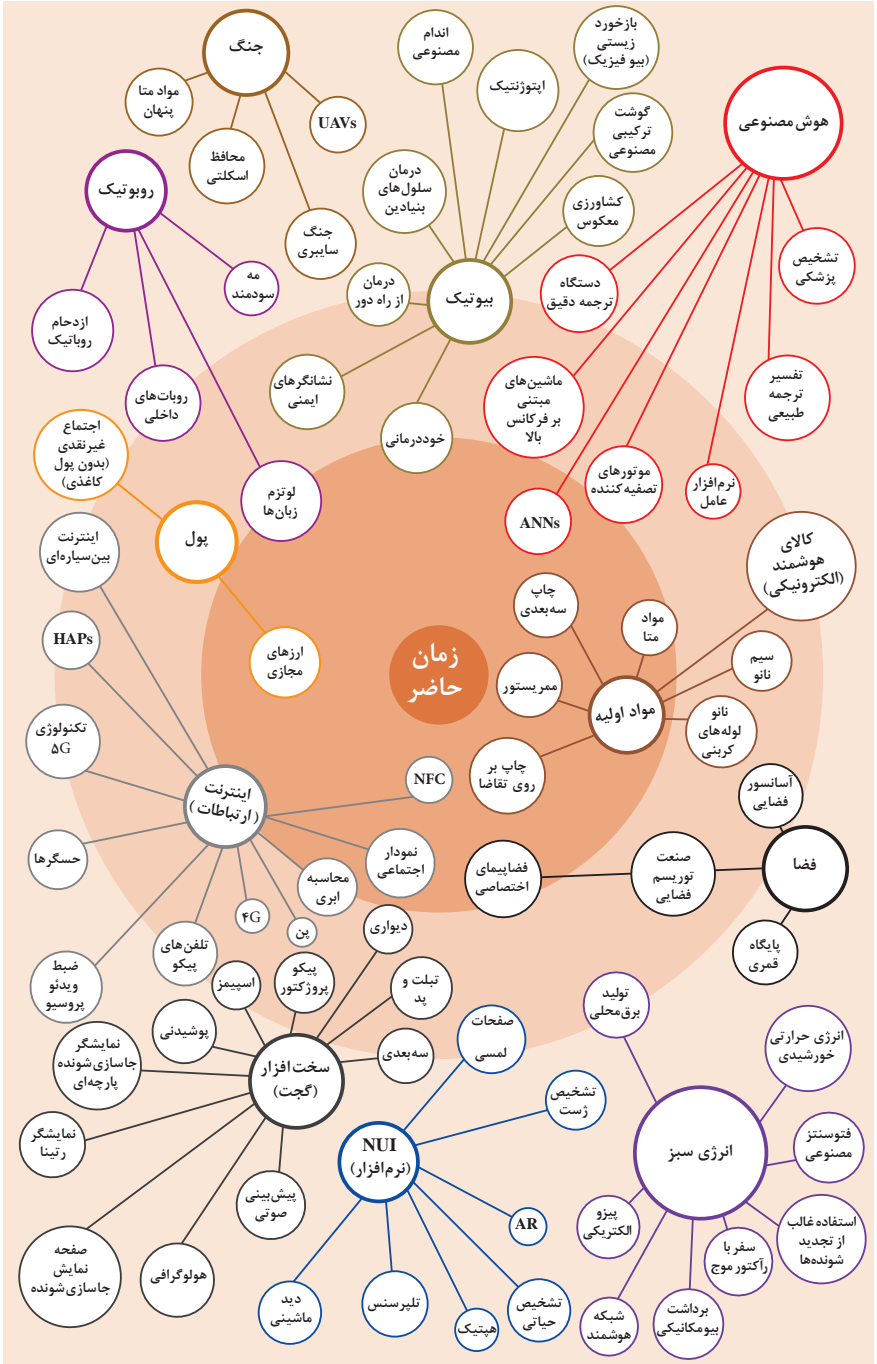 جنگ
مواد متا
پنهان
محافظ
اسکلتی
UAVs
جنگ
سایبری
روبوتیک
مه
سودمند
ازدحام
روباتیک
روبات‌های
داخلی
لوتزم
زبان‌ها
بیوتیک
اندام
مصنوعی
اپتوژنتیک
بازخورد
زیستی
(بیو فیزیک)
گوشت
ترکیبی
مصنوعی
کشاورزی
معکوس
درمان
سلول‌های
بنیادین
درمان
از راه دور
نشانگرهای
ایمنی
خوددرمانی
هوش مصنوعی
تشخیص
پزشکی
دستگاه
ترجمه دقیق
تفسیر
ترجمه
طبیعی
ماشین‌های
مبتنی
بر فرکانس
بالا
موتورهای
تصفیه‌کننده
نرم‌افزار
عامل
ANNs
پول
اجتماع
غیرنقدی
(بدون پول
کاغذی)
ارزهای
مجازی
زمان
حاضر
مواد اولیه
کالای
هوشمند
(الکترونیکی)
چاپ
سه‌بعدی
مواد
متا
سیم
نانو
ممریستور
نانو
لوله‌های
کربنی
چاپ بر
روی تقاضا
اینترنت
(ارتباطات)
اینترنت
بین‌سیاره‌ای
HAPs
تکنولوژی
۵G
حسگرها
ضبط
ویدئو
پروسیو
تلفن‌های
پیکو
۴G
پن
محاسبه
ابری
نمودار
اجتماعی
NFC
فضا
آسانسور
فضایی
صنعت
توریسم
فضایی
فضاپیمای
اختصاصی
پایگاه
قمری
سخت‌افزار
(گجت)
دیواری
پیکو
پروژکتور
اسپیمز
تبلت و
پد
پوشیدنی
سه‌بعدی
نمایشگر
جاسازی‌شونده
پارچه‌ای
نمایشگر
رتینا
پیش‌بینی
صوتی
هولوگرافی
صفحه
نمایش
جاسازی‌شونده
NUI
(نرم‌افزار)
صفحات
لمسی
تشخیص
ژست
AR
تشخیص
حیاتی
هپتیک
تلپرسنس
دید
ماشینی
انرژی سبز
تولید
برق‌محلی
انرژی حرارتی
خورشیدی
فتوسنتز
مصنوعی
استفاده غالب
از تجدید
شونده‌ها
سفر با
رآکتور موج
برداشت
بیومکانیکی
شبکه
هوشمند
پیزو
الکتریکی